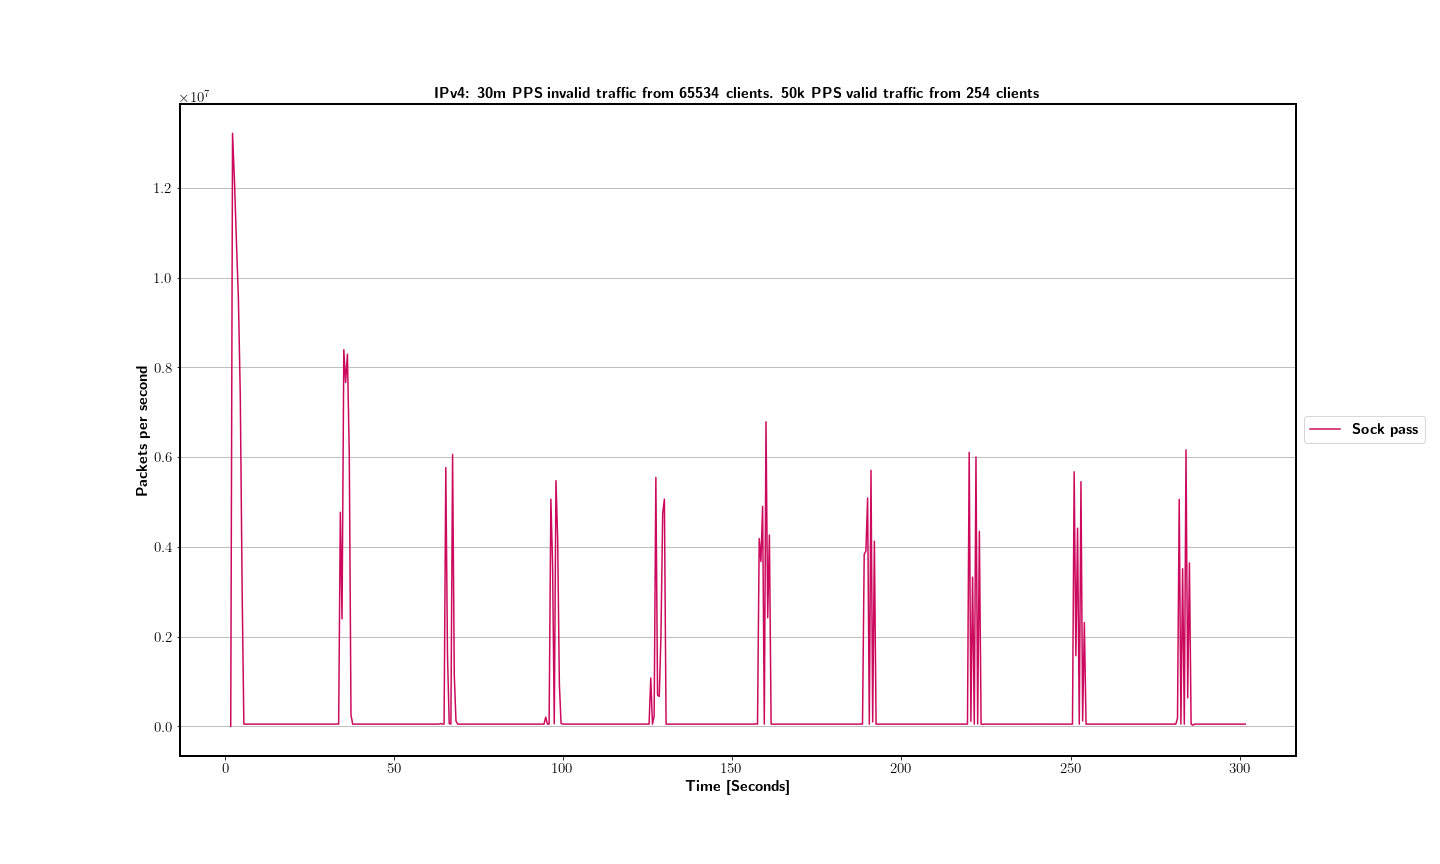 IPv4: 30m PPS invalid traffic from 65534 clients. 50k PPS valid traffic from 254 clients
×10⁷
1.2
1.0
0.8
0.6
0.4
0.2
0.0
Packets per second
Sock pass
0 50 100 150 200 250 300
Time [Seconds]